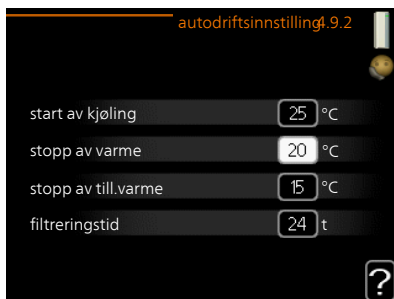 autodriftsinnstilling4.9.2
start av kjøling 25 °C
stopp av varme 20 °C
stopp av till.varme 15 °C
filtreringstid 24 t
?